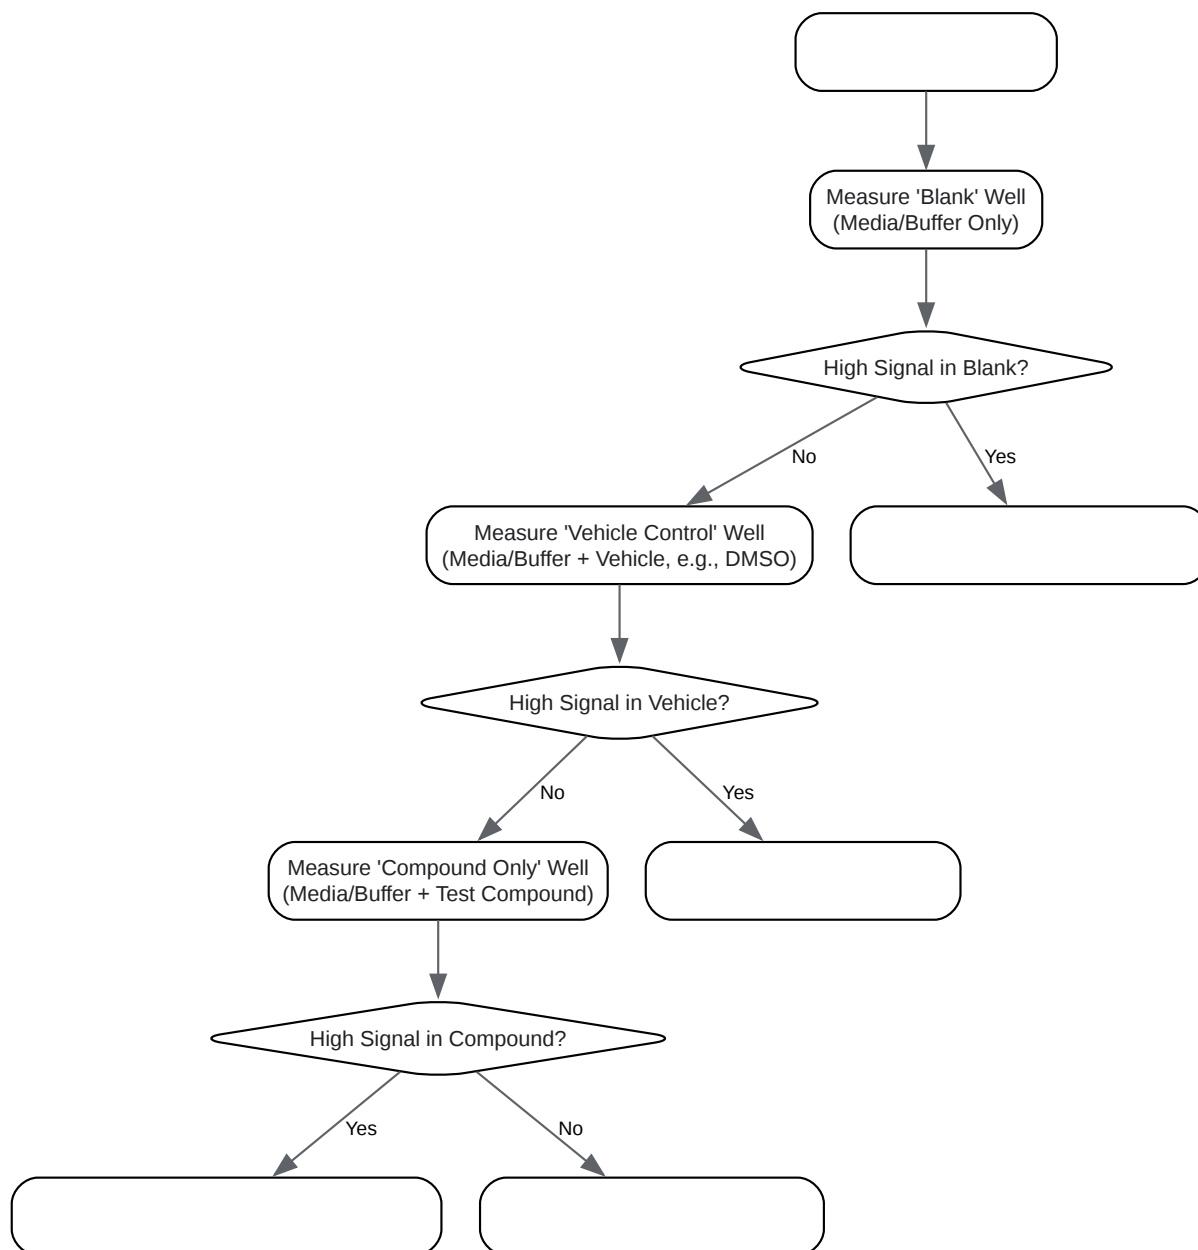 Measure 'Blank' Well
(Media/Buffer Only)
High Signal in Blank?
No
Yes
Measure 'Vehicle Control' Well
(Media/Buffer + Vehicle, e.g., DMSO)
High Signal in Vehicle?
No
Yes
Measure 'Compound Only' Well
(Media/Buffer + Test Compound)
High Signal in Compound?
Yes
No